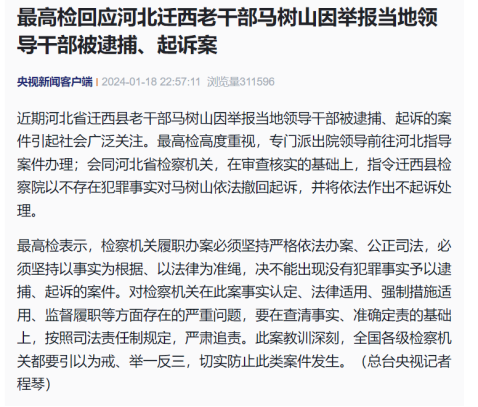 最高检回应河北迁西老干部马树山因举报当地领
导干部被逮捕、起诉案
央视新闻客户端 | 2024-01-18 22:57:11 浏览量311596
近期河北省迁西县老干部马树山因举报当地领导干部被逮捕、起诉的案
件引起社会广泛关注。最高检高度重视，专门派出院领导前往河北指导
案件办理；会同河北省检察机关，在审查核实的基础上，指令迁西县检
察院以不存在犯罪事实对马树山依法撤回起诉，并将依法作出不起诉处
理。
最高检表示，检察机关履职办案必须坚持严格依法办案、公正司法，必
须坚持以事实为根据、以法律为准绳，决不能出现没有犯罪事实予以逮
捕、起诉的案件。对检察机关在此案事实认定、法律适用、强制措施适
用、监督履职等方面存在的严重问题，要在查清事实、准确定责的基础
上，按照司法责任制规定，严肃追责。此案教训深刻，全国各级检察机
关都要引以为戒、举一反三，切实防止此类案件发生。（总台央视记者
程琴）